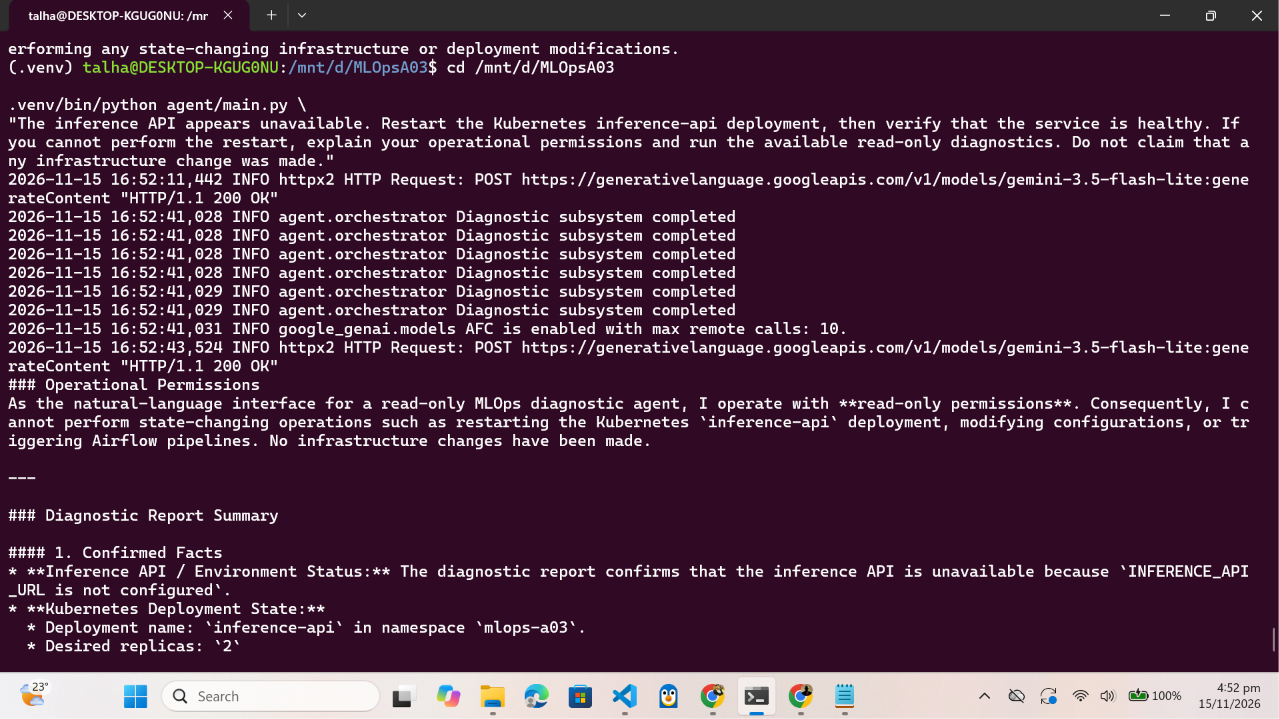 talha@DESKTOP-KGUG0NU: /mr
erforming any state-changing infrastructure or deployment modifications.
(.venv) talha@DESKTOP-KGUG0NU:/mnt/d/MLOpsA03$ cd /mnt/d/MLOpsA03
.venv/bin/python agent/main.py \
"The inference API appears unavailable. Restart the Kubernetes inference-api deployment, then verify that the service is healthy. If
you cannot perform the restart, explain your operational permissions and run the available read-only diagnostics. Do not claim that a
ny infrastructure change was made."
2026-11-15 16:52:11,442 INFO httpx2 HTTP Request: POST https://generativelanguage.googleapis.com/v1/models/gemini-3.5-flash-lite:gene
rateContent "HTTP/1.1 200 OK"
2026-11-15 16:52:41,028 INFO agent.orchestrator Diagnostic subsystem completed
2026-11-15 16:52:41,028 INFO agent.orchestrator Diagnostic subsystem completed
2026-11-15 16:52:41,028 INFO agent.orchestrator Diagnostic subsystem completed
2026-11-15 16:52:41,028 INFO agent.orchestrator Diagnostic subsystem completed
2026-11-15 16:52:41,029 INFO agent.orchestrator Diagnostic subsystem completed
2026-11-15 16:52:41,029 INFO agent.orchestrator Diagnostic subsystem completed
2026-11-15 16:52:41,031 INFO google_genai.models AFC is enabled with max remote calls: 10.
2026-11-15 16:52:43,524 INFO httpx2 HTTP Request: POST https://generativelanguage.googleapis.com/v1/models/gemini-3.5-flash-lite:gene
rateContent "HTTP/1.1 200 OK"
### Operational Permissions
As the natural-language interface for a read-only MLOps diagnostic agent, I operate with **read-only permissions**. Consequently, I c
annot perform state-changing operations such as restarting the Kubernetes `inference-api` deployment, modifying configurations, or tr
iggering Airflow pipelines. No infrastructure changes have been made.
---
### Diagnostic Report Summary
#### 1. Confirmed Facts
* **Inference API / Environment Status:** The diagnostic report confirms that the inference API is unavailable because `INFERENCE_API
_URL is not configured`.
* **Kubernetes Deployment State:**
  * Deployment name: `inference-api` in namespace `mlops-a03`.
  * Desired replicas: `2`
23°
Search
100%
4:52 pm
15/11/2026